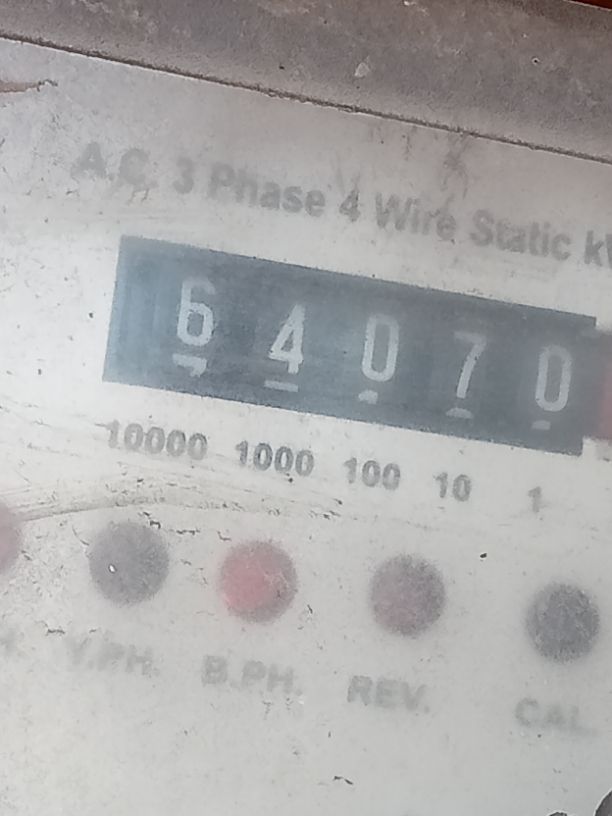 A.C. 3 Phase 4 Wire Static
64070
10000 1000 100 10 1
Y.PH. B.PH. REV. CAL